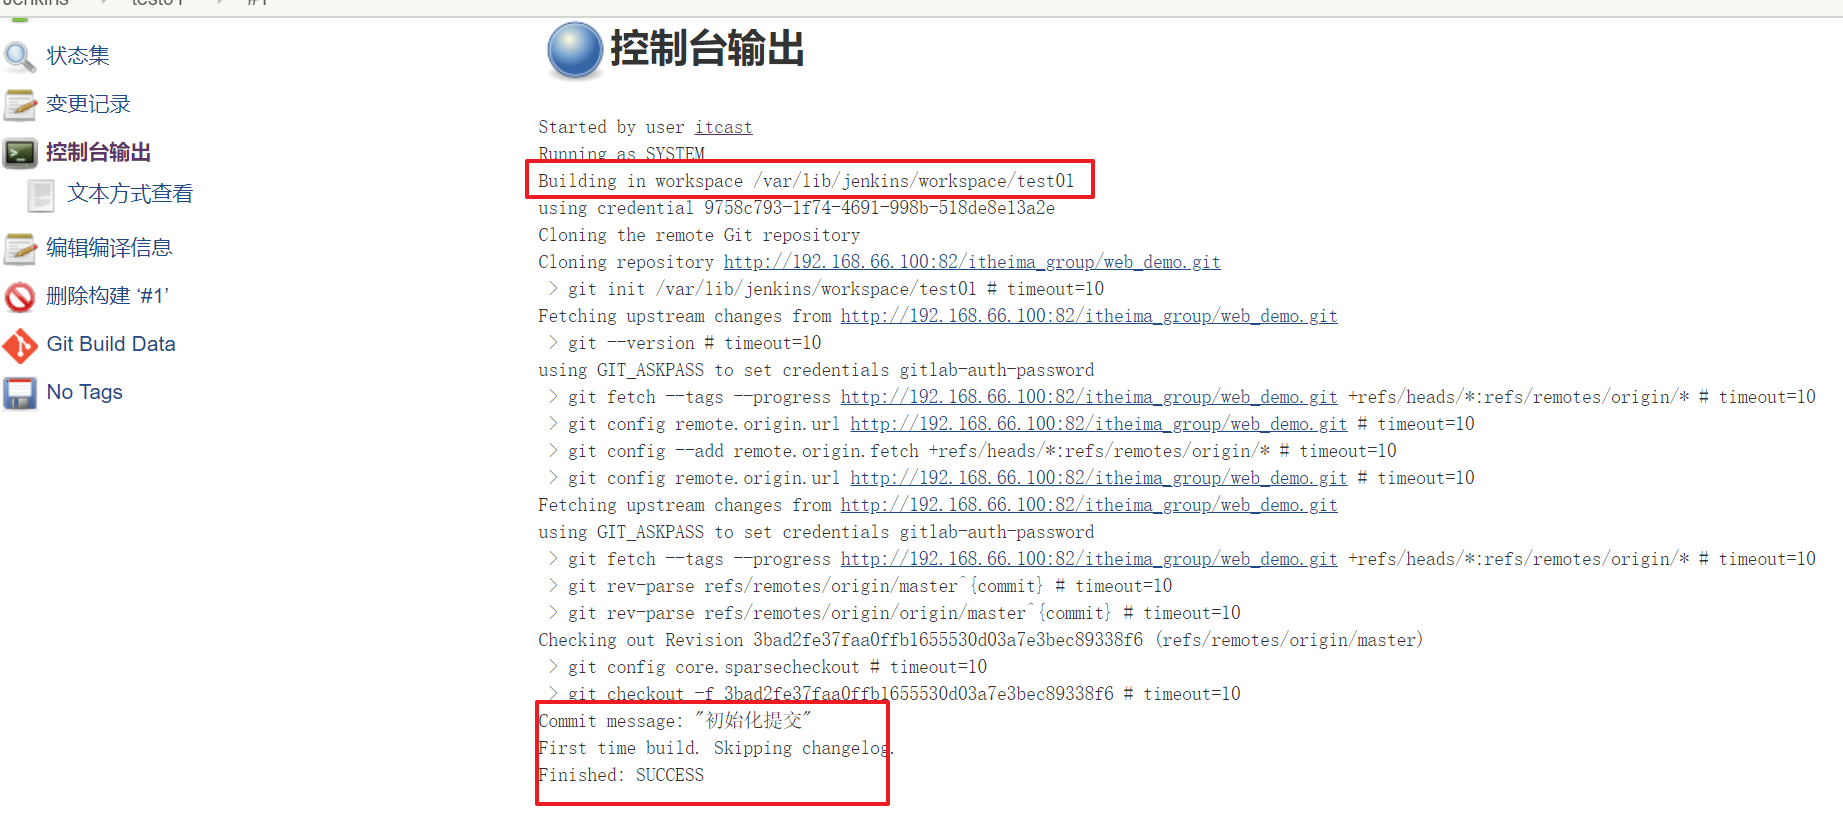 Jenkins test01 #1
状态集
变更记录
控制台输出
文本方式查看
编辑编译信息
删除构建 ‘#1’
Git Build Data
No Tags
控制台输出
Started by user itcast
Running as SYSTEM
Building in workspace /var/lib/jenkins/workspace/test01
using credential 9758c793-1f74-4691-998b-518de8e13a2e
Cloning the remote Git repository
Cloning repository http://192.168.66.100:82/itheima_group/web_demo.git
> git init /var/lib/jenkins/workspace/test01 # timeout=10
Fetching upstream changes from http://192.168.66.100:82/itheima_group/web_demo.git
> git --version # timeout=10
using GIT_ASKPASS to set credentials gitlab-auth-password
> git fetch --tags --progress http://192.168.66.100:82/itheima_group/web_demo.git +refs/heads/*:refs/remotes/origin/* # timeout=10
> git config remote.origin.url http://192.168.66.100:82/itheima_group/web_demo.git # timeout=10
> git config --add remote.origin.fetch +refs/heads/*:refs/remotes/origin/* # timeout=10
> git config remote.origin.url http://192.168.66.100:82/itheima_group/web_demo.git # timeout=10
Fetching upstream changes from http://192.168.66.100:82/itheima_group/web_demo.git
using GIT_ASKPASS to set credentials gitlab-auth-password
> git fetch --tags --progress http://192.168.66.100:82/itheima_group/web_demo.git +refs/heads/*:refs/remotes/origin/* # timeout=10
> git rev-parse refs/remotes/origin/master^{commit} # timeout=10
> git rev-parse refs/remotes/origin/origin/master^{commit} # timeout=10
Checking out Revision 3bad2fe37faa0ffb1655530d03a7e3bec89338f6 (refs/remotes/origin/master)
> git config core.sparsecheckout # timeout=10
> git checkout -f 3bad2fe37faa0ffb1655530d03a7e3bec89338f6 # timeout=10
Commit message: "初始化提交"
First time build. Skipping changelog.
Finished: SUCCESS